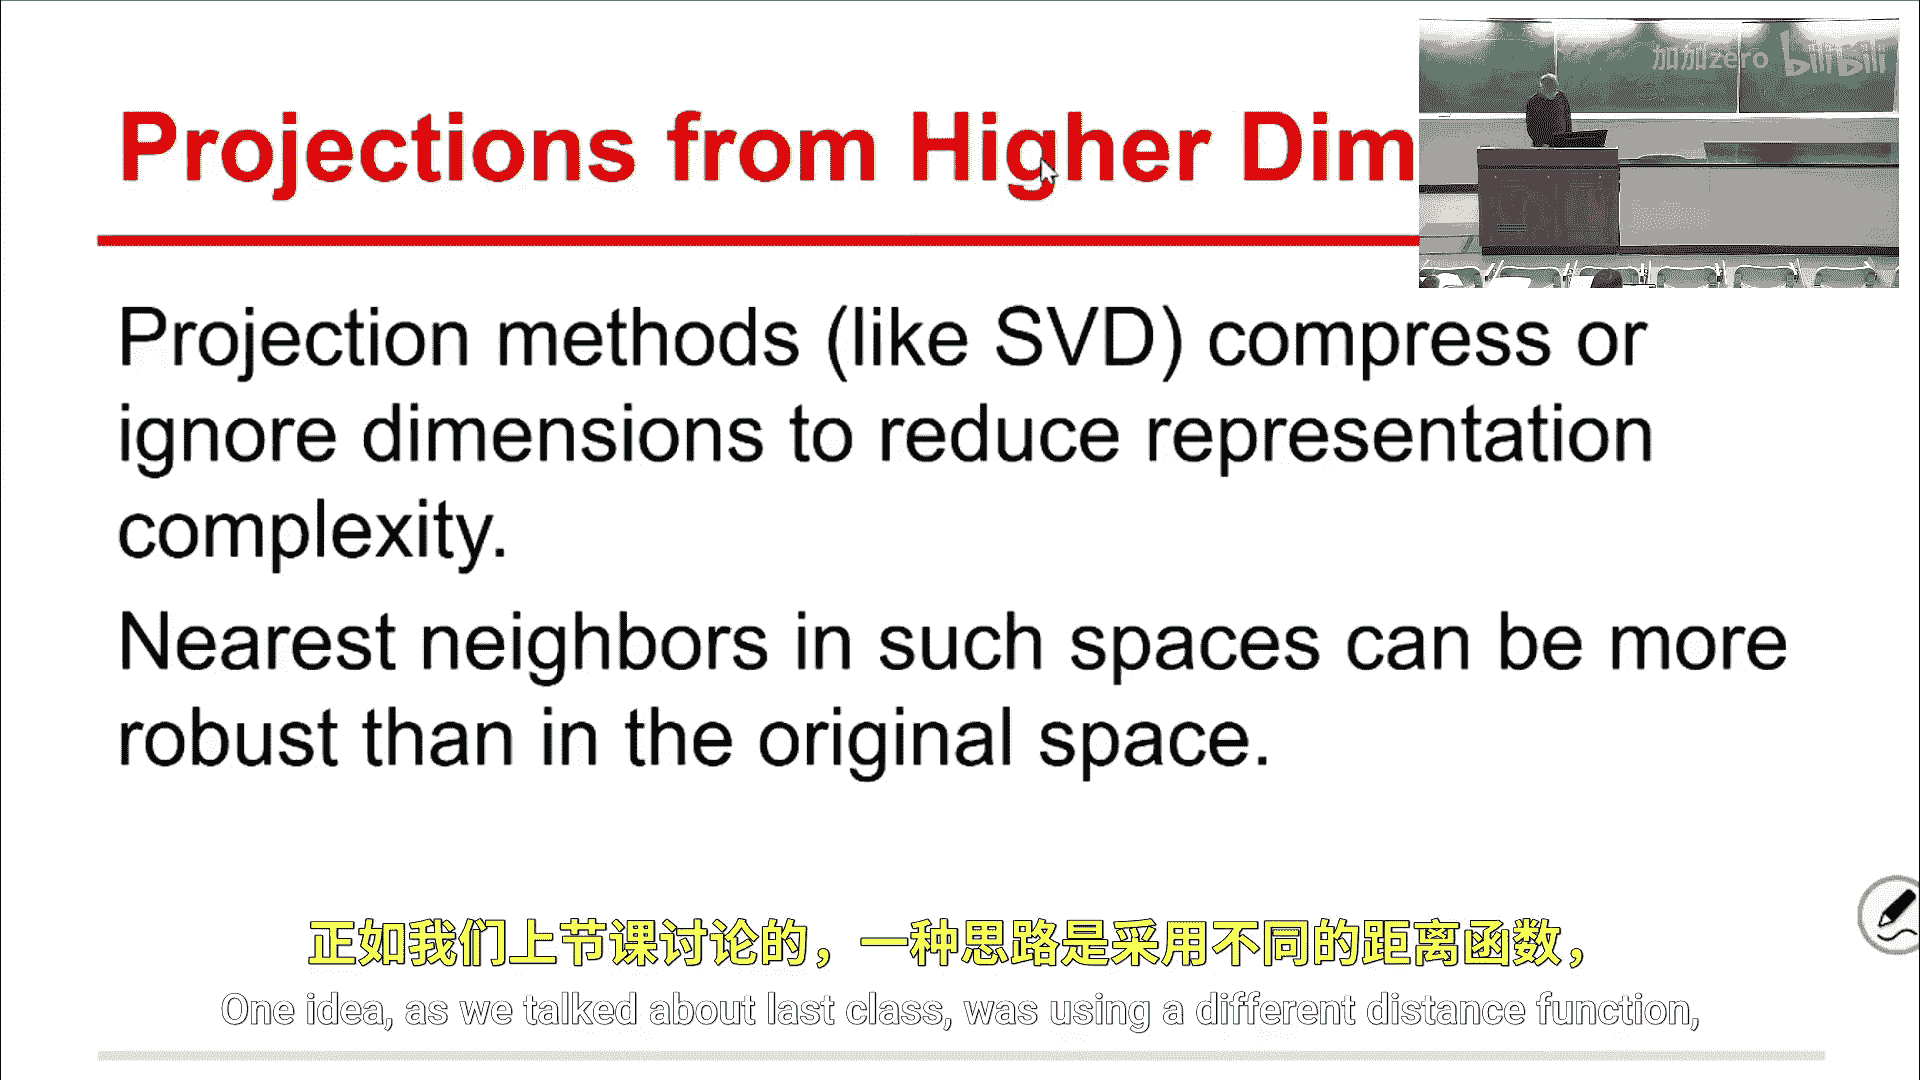 加加zero bilibili
Projections from Higher Dim
Projection methods (like SVD) compress or
ignore dimensions to reduce representation
complexity.
Nearest neighbors in such spaces can be more
robust than in the original space.
正如我们上节课讨论的，一种思路是采用不同的距离函数，
One idea, as we talked about last class, was using a different distance function,